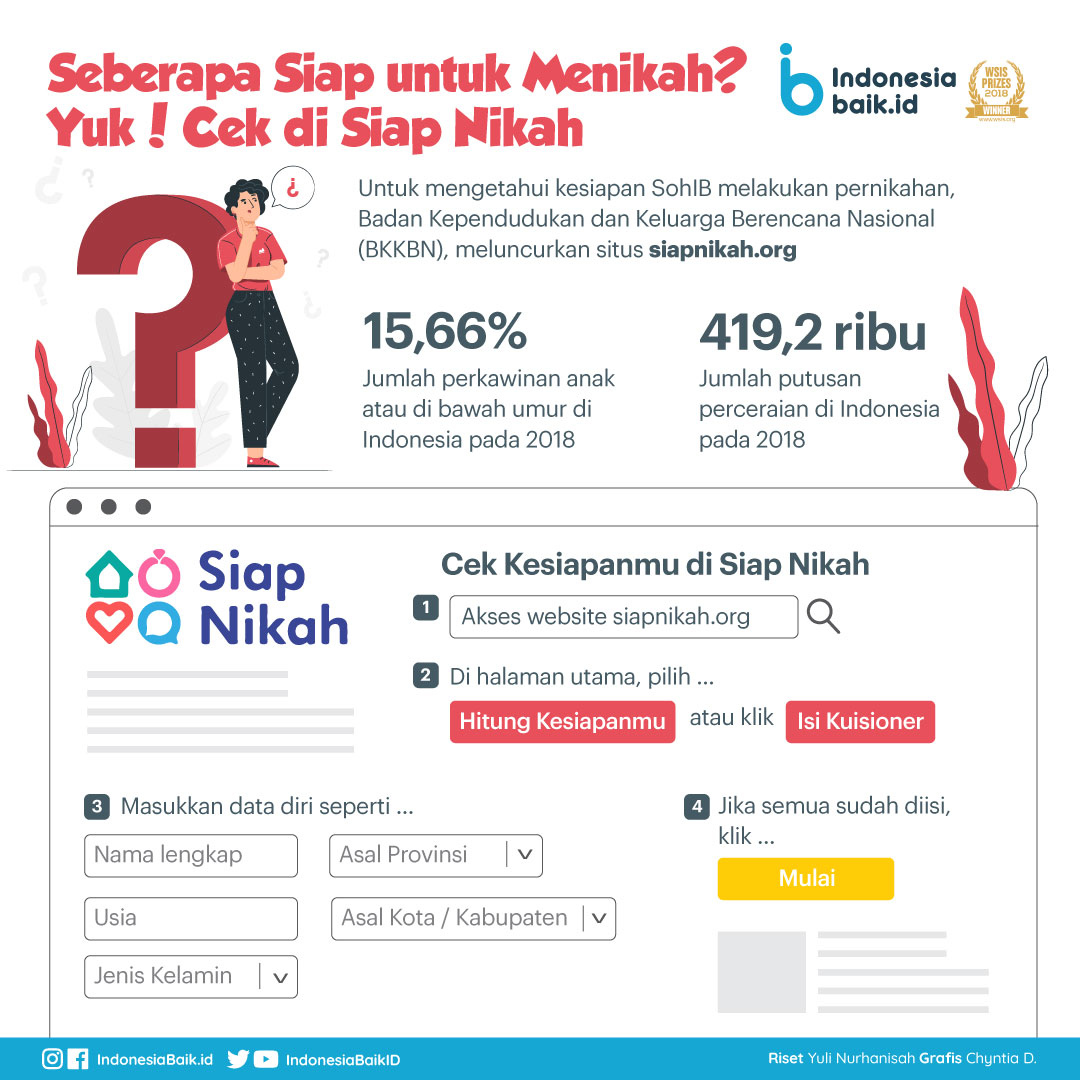 Seberapa Siap untuk Menikah?
Yuk ! Cek di Siap Nikah
Indonesia
baik.id
WSIS
PRIZES
2018
WINNER
www.wsis.org
¿
Untuk mengetahui kesiapan SohIB melakukan pernikahan,
Badan Kependudukan dan Keluarga Berencana Nasional
(BKKBN), meluncurkan situs siapnikah.org
15,66%
Jumlah perkawinan anak
atau di bawah umur di
Indonesia pada 2018
419,2 ribu
Jumlah putusan
perceraian di Indonesia
pada 2018
Siap
Nikah
Cek Kesiapanmu di Siap Nikah
1 Akses website siapnikah.org
2 Di halaman utama, pilih ...
Hitung Kesiapanmu atau klik Isi Kuisioner
3 Masukkan data diri seperti ...
Nama lengkap
Asal Provinsi
Usia
Asal Kota / Kabupaten
Jenis Kelamin
4 Jika semua sudah diisi,
klik ...
Mulai
IndonesiaBaik.id IndonesiaBaikID
Riset Yuli Nurhanisah Grafis Chyntia D.